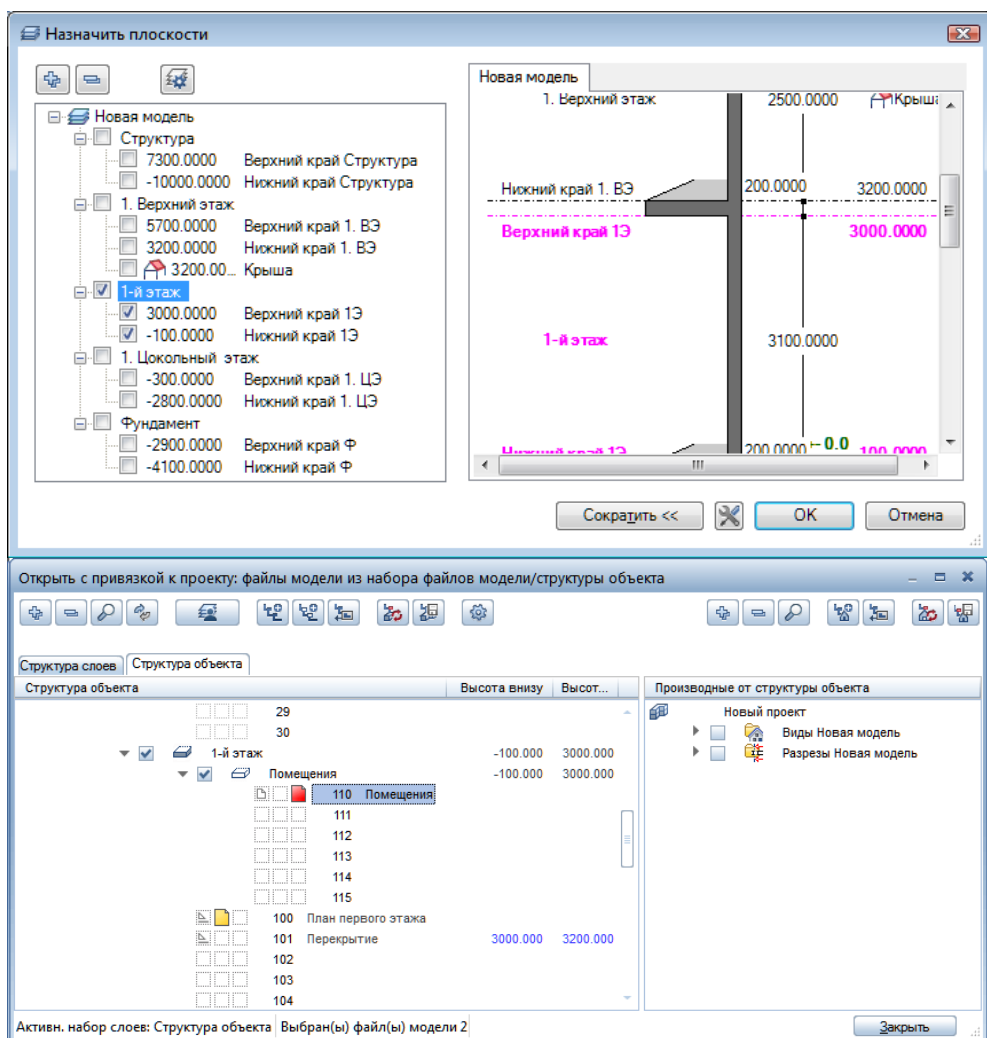 Назначить плоскости
Новая модель
Структура
7300.0000 Верхний край Структура
-10000.0000 Нижний край Структура
1. Верхний этаж
5700.0000 Верхний край 1. ВЭ
3200.0000 Нижний край 1. ВЭ
3200.00... Крыша
1-й этаж
3000.0000 Верхний край 1Э
-100.0000 Нижний край 1Э
1. Цокольный этаж
-300.0000 Верхний край 1. ЦЭ
-2800.0000 Нижний край 1. ЦЭ
Фундамент
-2900.0000 Верхний край Ф
-4100.0000 Нижний край Ф
Новая модель
1. Верхний этаж 2500.0000 Крыша
Нижний край 1. ВЭ 200.0000 3200.0000
Верхний край 1Э 3000.0000
1-й этаж 3100.0000
Нижний край 1Э 200.0000 0.0 100.0000
Сократить << OK Отмена
Открыть с привязкой к проекту: файлы модели из набора файлов модели/структуры объекта
Структура слоев Структура объекта
Структура объекта Высота внизу Высот...
29
30
1-й этаж -100.000 3000.000
Помещения -100.000 3000.000
110 Помещения
111
112
113
114
115
100 План первого этажа
101 Перекрытие 3000.000 3200.000
102
103
104
Производные от структуры объекта
Новый проект
Виды Новая модель
Разрезы Новая модель
Активн. набор слоев: Структура объекта Выбран(ы) файл(ы) модели 2 Закрыть